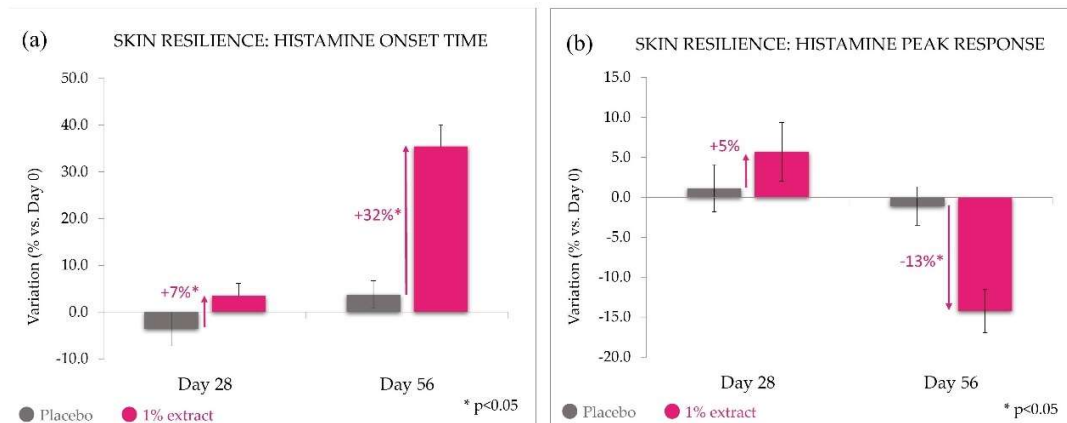 (a)
SKIN RESILIENCE: HISTAMINE ONSET TIME
Variation (% vs. Day 0)
50.0
40.0
30.0
20.0
10.0
0.0
-10.0
+7%*
+32%*
Day 28
Day 56
Placebo
1% extract
* p<0.05
(b)
SKIN RESILIENCE: HISTAMINE PEAK RESPONSE
Variation (% vs. Day 0)
15.0
10.0
5.0
0.0
-5.0
-10.0
-15.0
-20.0
+5%
-13%*
Day 28
Day 56
Placebo
1% extract
* p<0.05